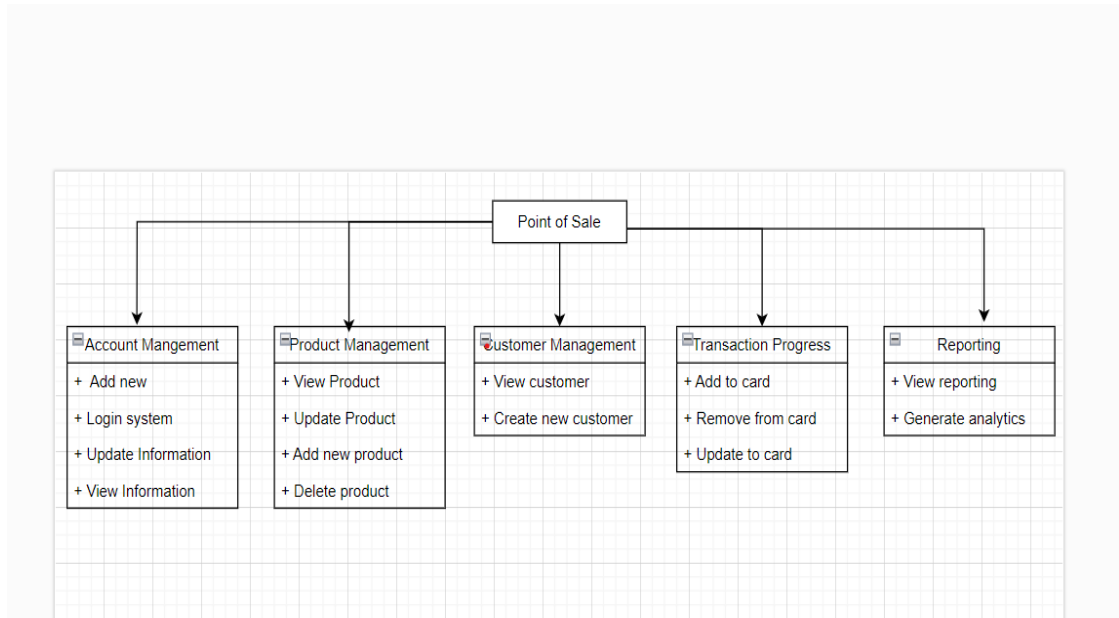 Point of Sale
Account Mangement
+ Add new
+ Login system
+ Update Information
+ View Information
Product Management
+ View Product
+ Update Product
+ Add new product
+ Delete product
Customer Management
+ View customer
+ Create new customer
Transaction Progress
+ Add to card
+ Remove from card
+ Update to card
Reporting
+ View reporting
+ Generate analytics